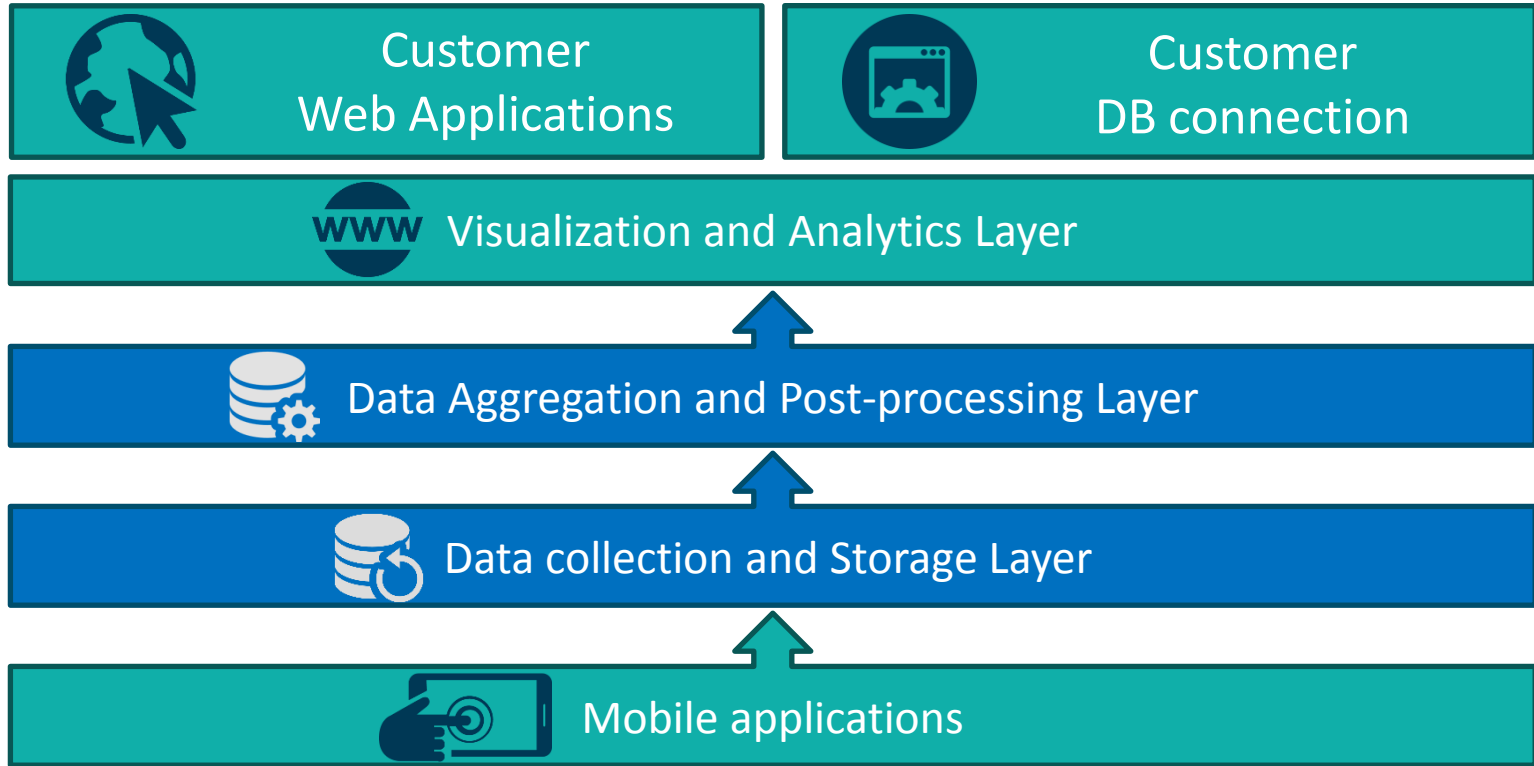 Customer
Web Applications
Customer
DB connection
www Visualization and Analytics Layer
Data Aggregation and Post-processing Layer
Data collection and Storage Layer
Mobile applications